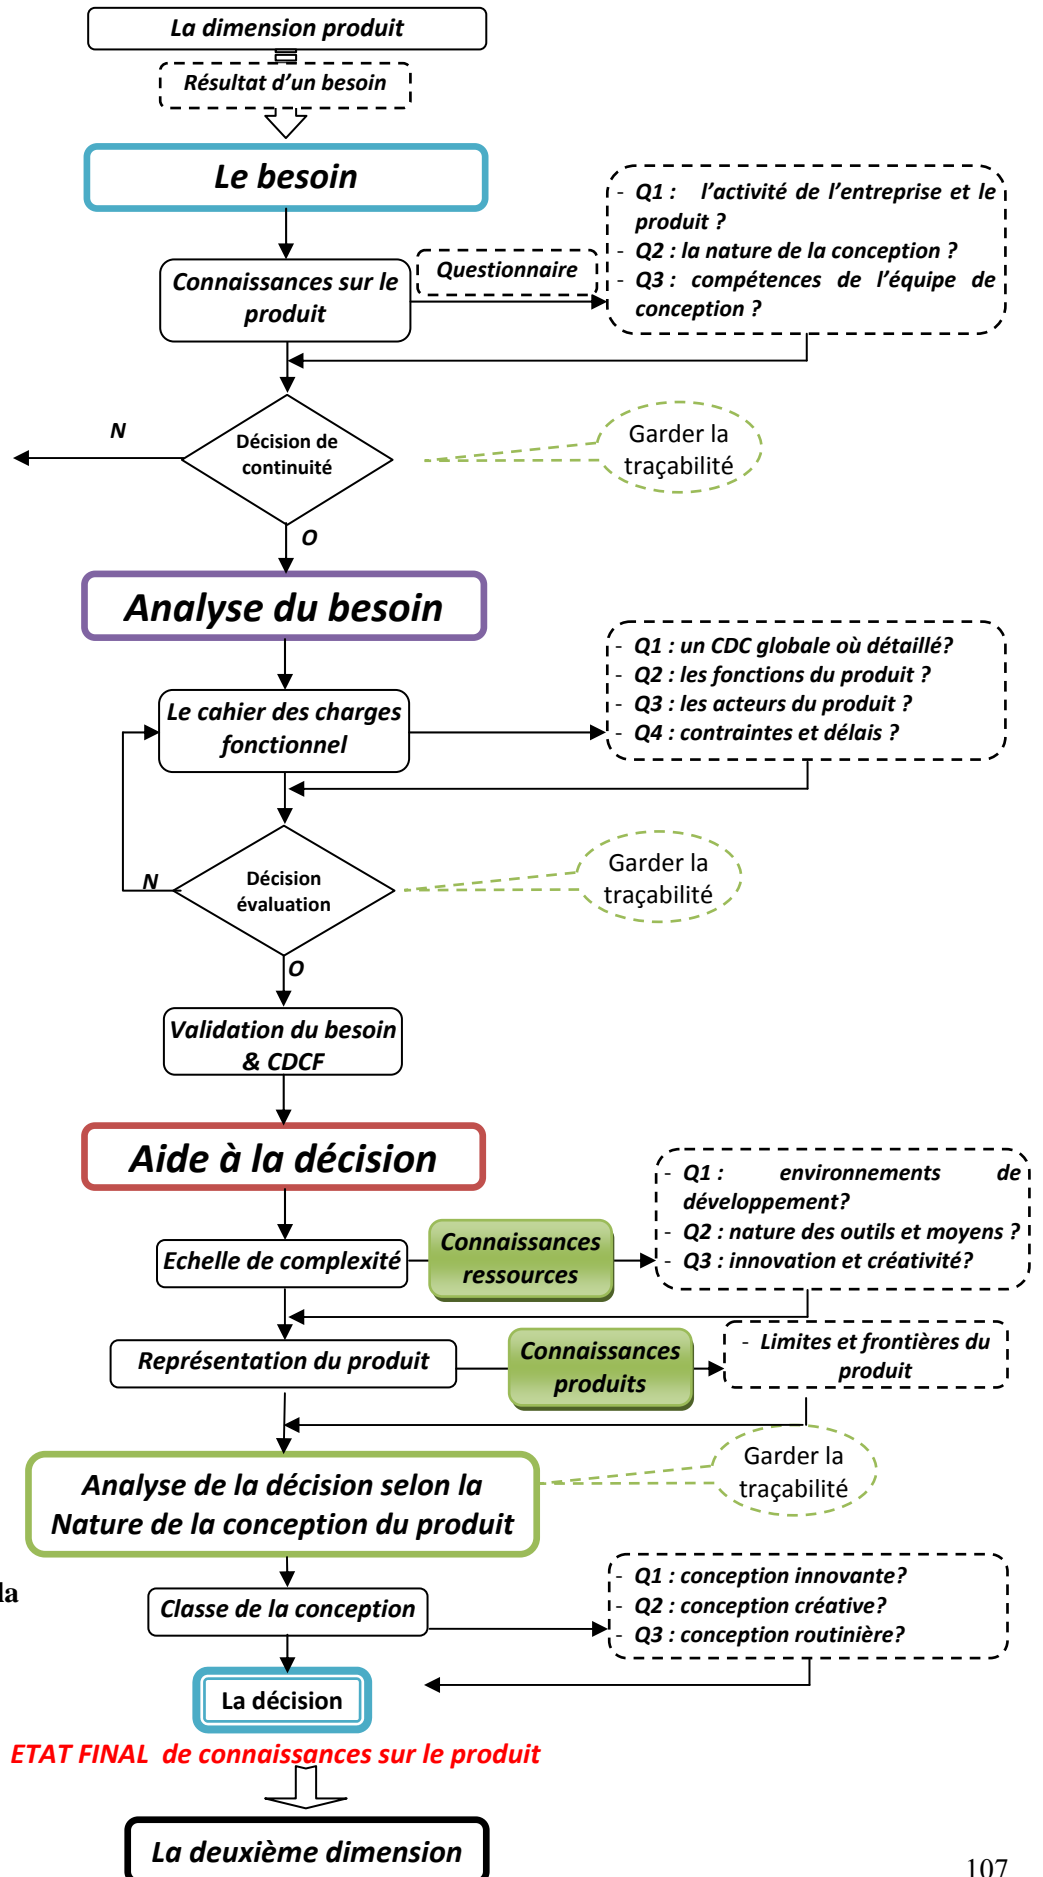 La dimension produit
Résultat d'un besoin
Le besoin
- Q1 : l'activité de l'entreprise et le
produit ?
- Q2 : la nature de la conception ?
- Q3 : compétences de l'équipe de
conception ?
Questionnaire
Connaissances sur le
produit
N
Décision de
continuité
Garder la
traçabilité
O
Analyse du besoin
- Q1 : un CDC globale où détaillé?
- Q2 : les fonctions du produit ?
- Q3 : les acteurs du produit ?
- Q4 : contraintes et délais ?
Le cahier des charges
fonctionnel
N
Décision
évaluation
Garder la
traçabilité
O
Validation du besoin
& CDCF
Aide à la décision
- Q1 : environnements de
développement?
- Q2 : nature des outils et moyens ?
- Q3 : innovation et créativité?
Echelle de complexité
Connaissances
ressources
Représentation du produit
Connaissances
produits
- Limites et frontières du
produit
Garder la
traçabilité
Analyse de la décision selon la
Nature de la conception du produit
la
Classe de la conception
- Q1 : conception innovante?
- Q2 : conception créative?
- Q3 : conception routinière?
La décision
ETAT FINAL de connaissances sur le produit
La deuxième dimension
107